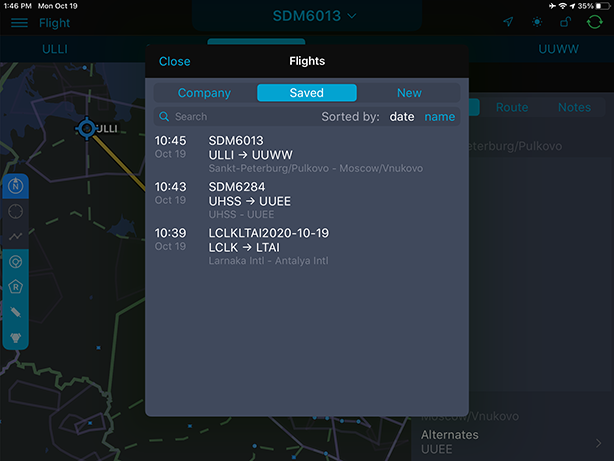 1:46 PM Mon Oct 19
35%
Flight
SDM6013
ULLI
UUWW
Close
Flights
Company
Saved
New
Search
Sorted by: date name
10:45 SDM6013
Oct 19 ULLI → UUWW
Sankt-Peterburg/Pulkovo - Moscow/Vnukovo
10:43 SDM6284
Oct 19 UHSS → UUEE
UHSS - UUEE
10:39 LCLKLTAI2020-10-19
Oct 19 LCLK → LTAI
Larnaka Intl - Antalya Intl
Route
Notes
eterburg/Pulkovo
ULLI
N
R
Moscow/Vnukovo
Alternates
UUEE